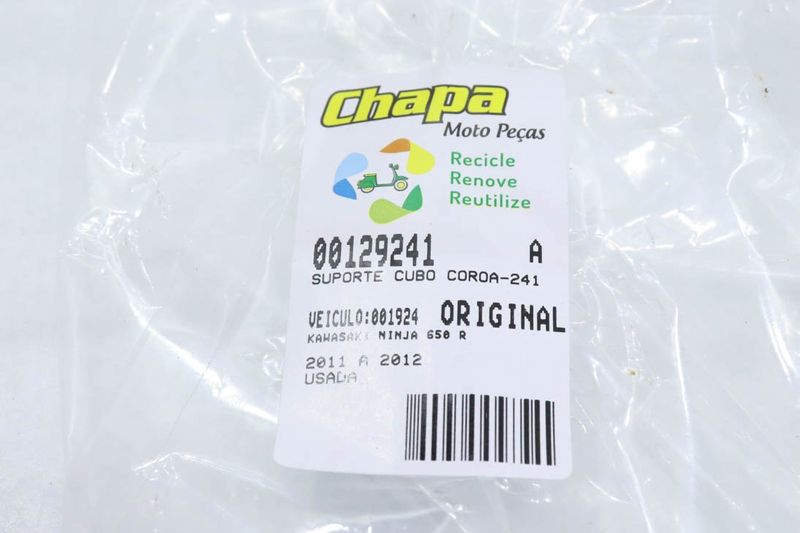 Chapa
Moto Peças
Recicle
Renove
Reutilize
00129241 A
SUPORTE CUBO COROA-241
VEICULO:001924 ORIGINAL
KAWASAKI NINJA 650 R
2011 A 2012
USADA